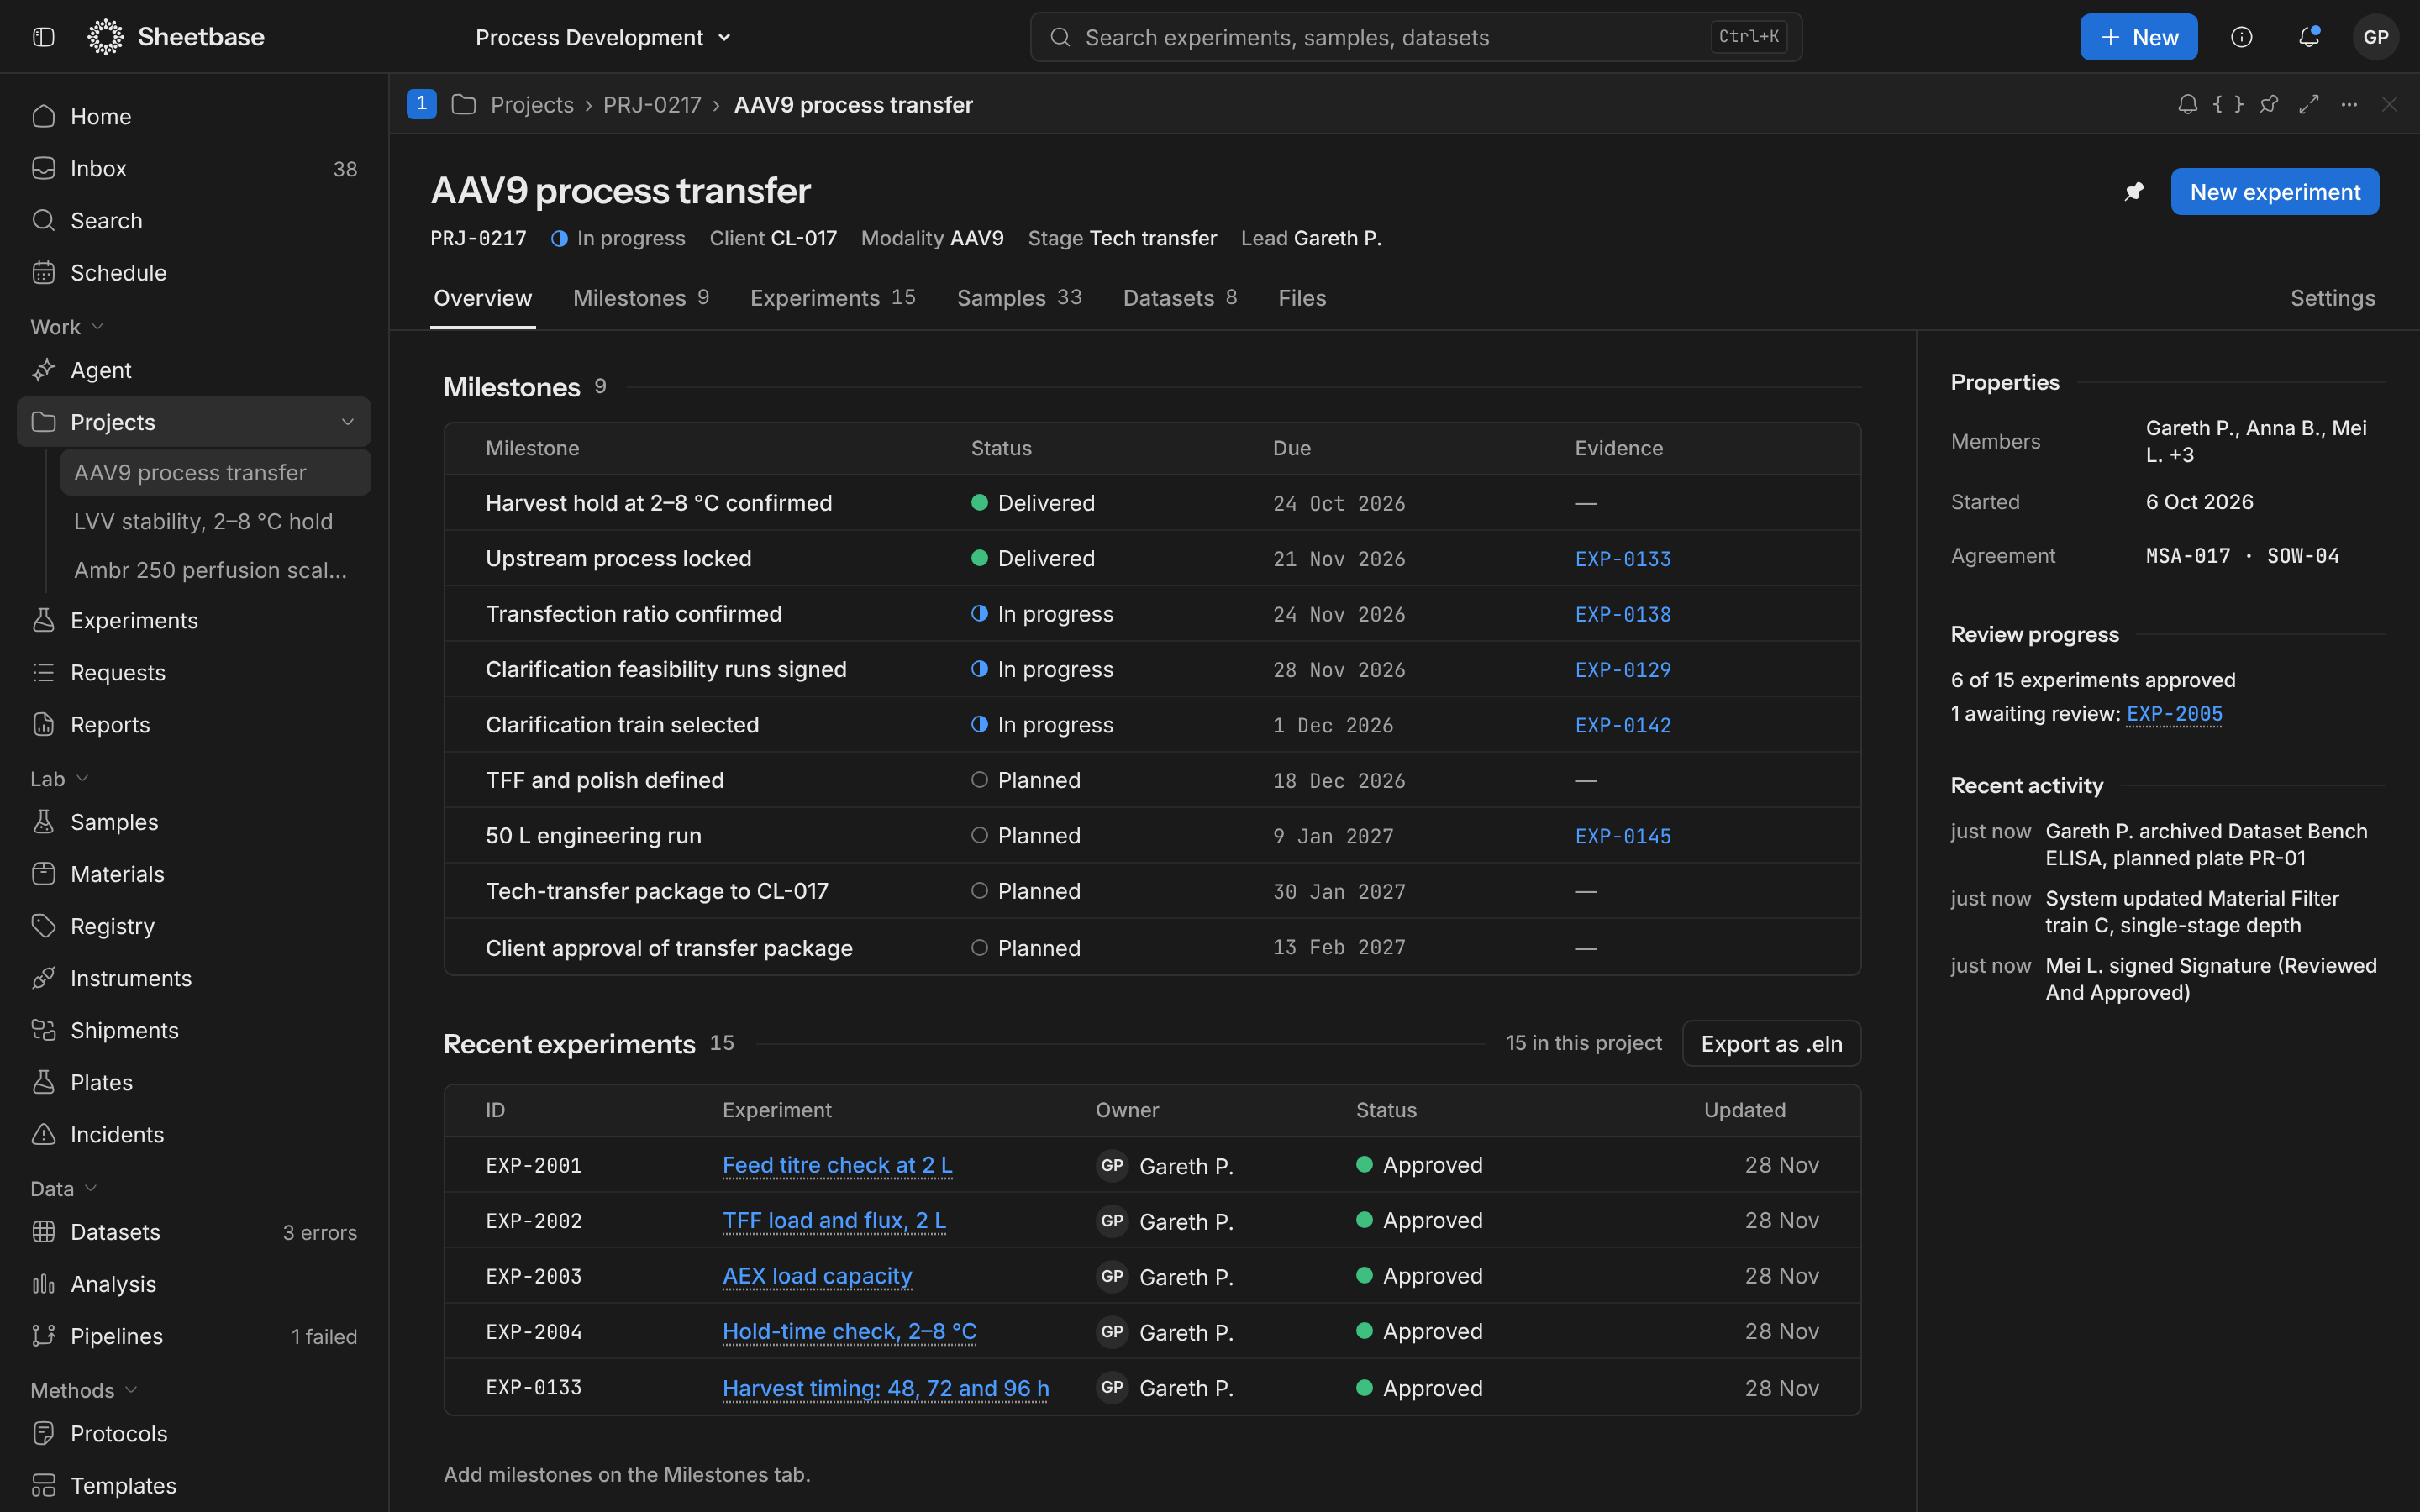 Sheetbase
Process Development
Search experiments, samples, datasets
Ctrl+K
New
GP
Home
Inbox 38
Search
Schedule
Work
Agent
Projects
AAV9 process transfer
LVV stability, 2–8 °C hold
Ambr 250 perfusion scal...
Experiments
Requests
Reports
Lab
Samples
Materials
Registry
Instruments
Shipments
Plates
Incidents
Data
Datasets 3 errors
Analysis
Pipelines 1 failed
Methods
Protocols
Templates
1 Projects › PRJ-0217 › AAV9 process transfer
{ }
AAV9 process transfer
New experiment
PRJ-0217 In progress Client CL-017 Modality AAV9 Stage Tech transfer Lead Gareth P.
Overview Milestones 9 Experiments 15 Samples 33 Datasets 8 Files Settings
Milestones 9
Milestone Status Due Evidence
Harvest hold at 2–8 °C confirmed Delivered 24 Oct 2026 —
Upstream process locked Delivered 21 Nov 2026 EXP-0133
Transfection ratio confirmed In progress 24 Nov 2026 EXP-0138
Clarification feasibility runs signed In progress 28 Nov 2026 EXP-0129
Clarification train selected In progress 1 Dec 2026 EXP-0142
TFF and polish defined Planned 18 Dec 2026 —
50 L engineering run Planned 9 Jan 2027 EXP-0145
Tech-transfer package to CL-017 Planned 30 Jan 2027 —
Client approval of transfer package Planned 13 Feb 2027 —
Recent experiments 15 15 in this project Export as .eln
ID Experiment Owner Status Updated
EXP-2001 Feed titre check at 2 L GP Gareth P. Approved 28 Nov
EXP-2002 TFF load and flux, 2 L GP Gareth P. Approved 28 Nov
EXP-2003 AEX load capacity GP Gareth P. Approved 28 Nov
EXP-2004 Hold-time check, 2–8 °C GP Gareth P. Approved 28 Nov
EXP-0133 Harvest timing: 48, 72 and 96 h GP Gareth P. Approved 28 Nov
Add milestones on the Milestones tab.
Properties
Members Gareth P., Anna B., Mei
L. +3
Started 6 Oct 2026
Agreement MSA-017 · SOW-04
Review progress
6 of 15 experiments approved
1 awaiting review: EXP-2005
Recent activity
just now Gareth P. archived Dataset Bench
ELISA, planned plate PR-01
just now System updated Material Filter
train C, single-stage depth
just now Mei L. signed Signature (Reviewed
And Approved)